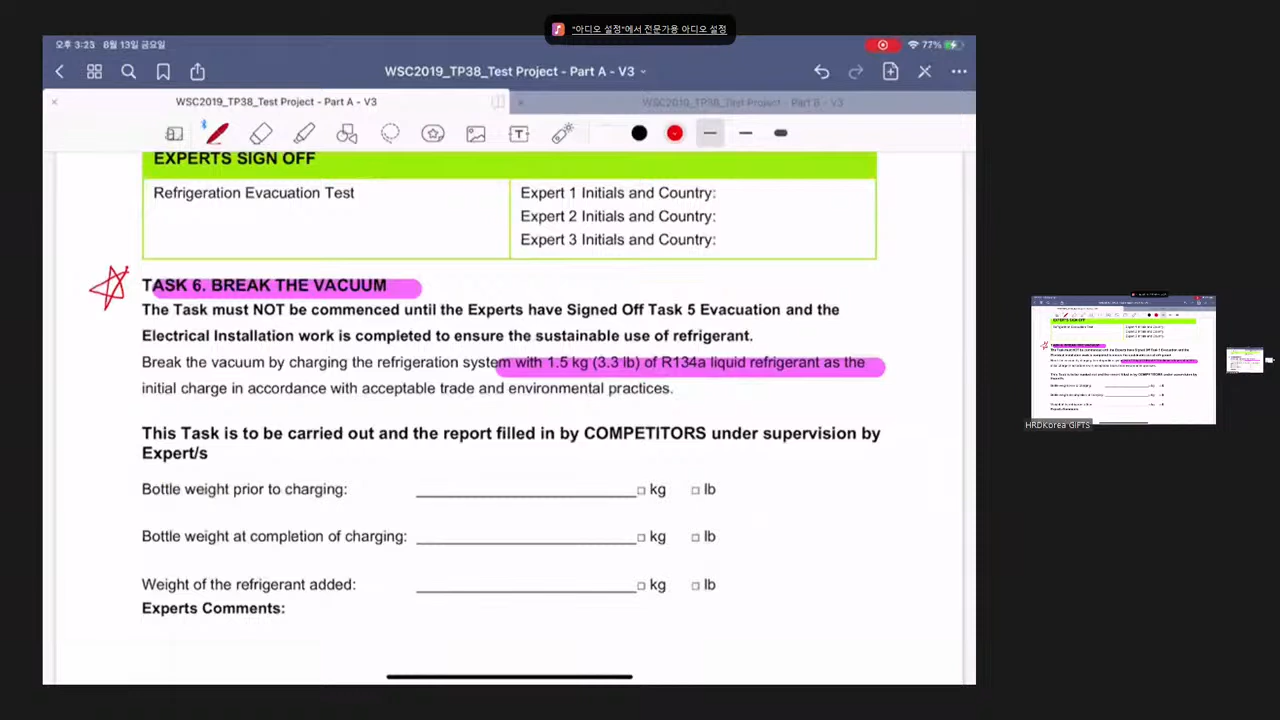 "아디오 설정"에서 전문가용 아디오 설정
오후 3:23 8월 13일 금요일
77%
WSC2019_TP38_Test Project - Part A - V3
WSC2019_TP38_Test Project - Part A - V3
WSC2019_TP38_Test Project - Part B - V3
EXPERTS SIGN OFF
Refrigeration Evacuation Test
Expert 1 Initials and Country:
Expert 2 Initials and Country:
Expert 3 Initials and Country:
TASK 6. BREAK THE VACUUM
The Task must NOT be commenced until the Experts have Signed Off Task 5 Evacuation and the
Electrical Installation work is completed to ensure the sustainable use of refrigerant.
Break the vacuum by charging the refrigeration system with 1.5 kg (3.3 lb) of R134a liquid refrigerant as the
initial charge in accordance with acceptable trade and environmental practices.
This Task is to be carried out and the report filled in by COMPETITORS under supervision by
Expert/s
Bottle weight prior to charging: kg lb
Bottle weight at completion of charging: kg lb
Weight of the refrigerant added: kg lb
Experts Comments:
HRDKorea GIFTS